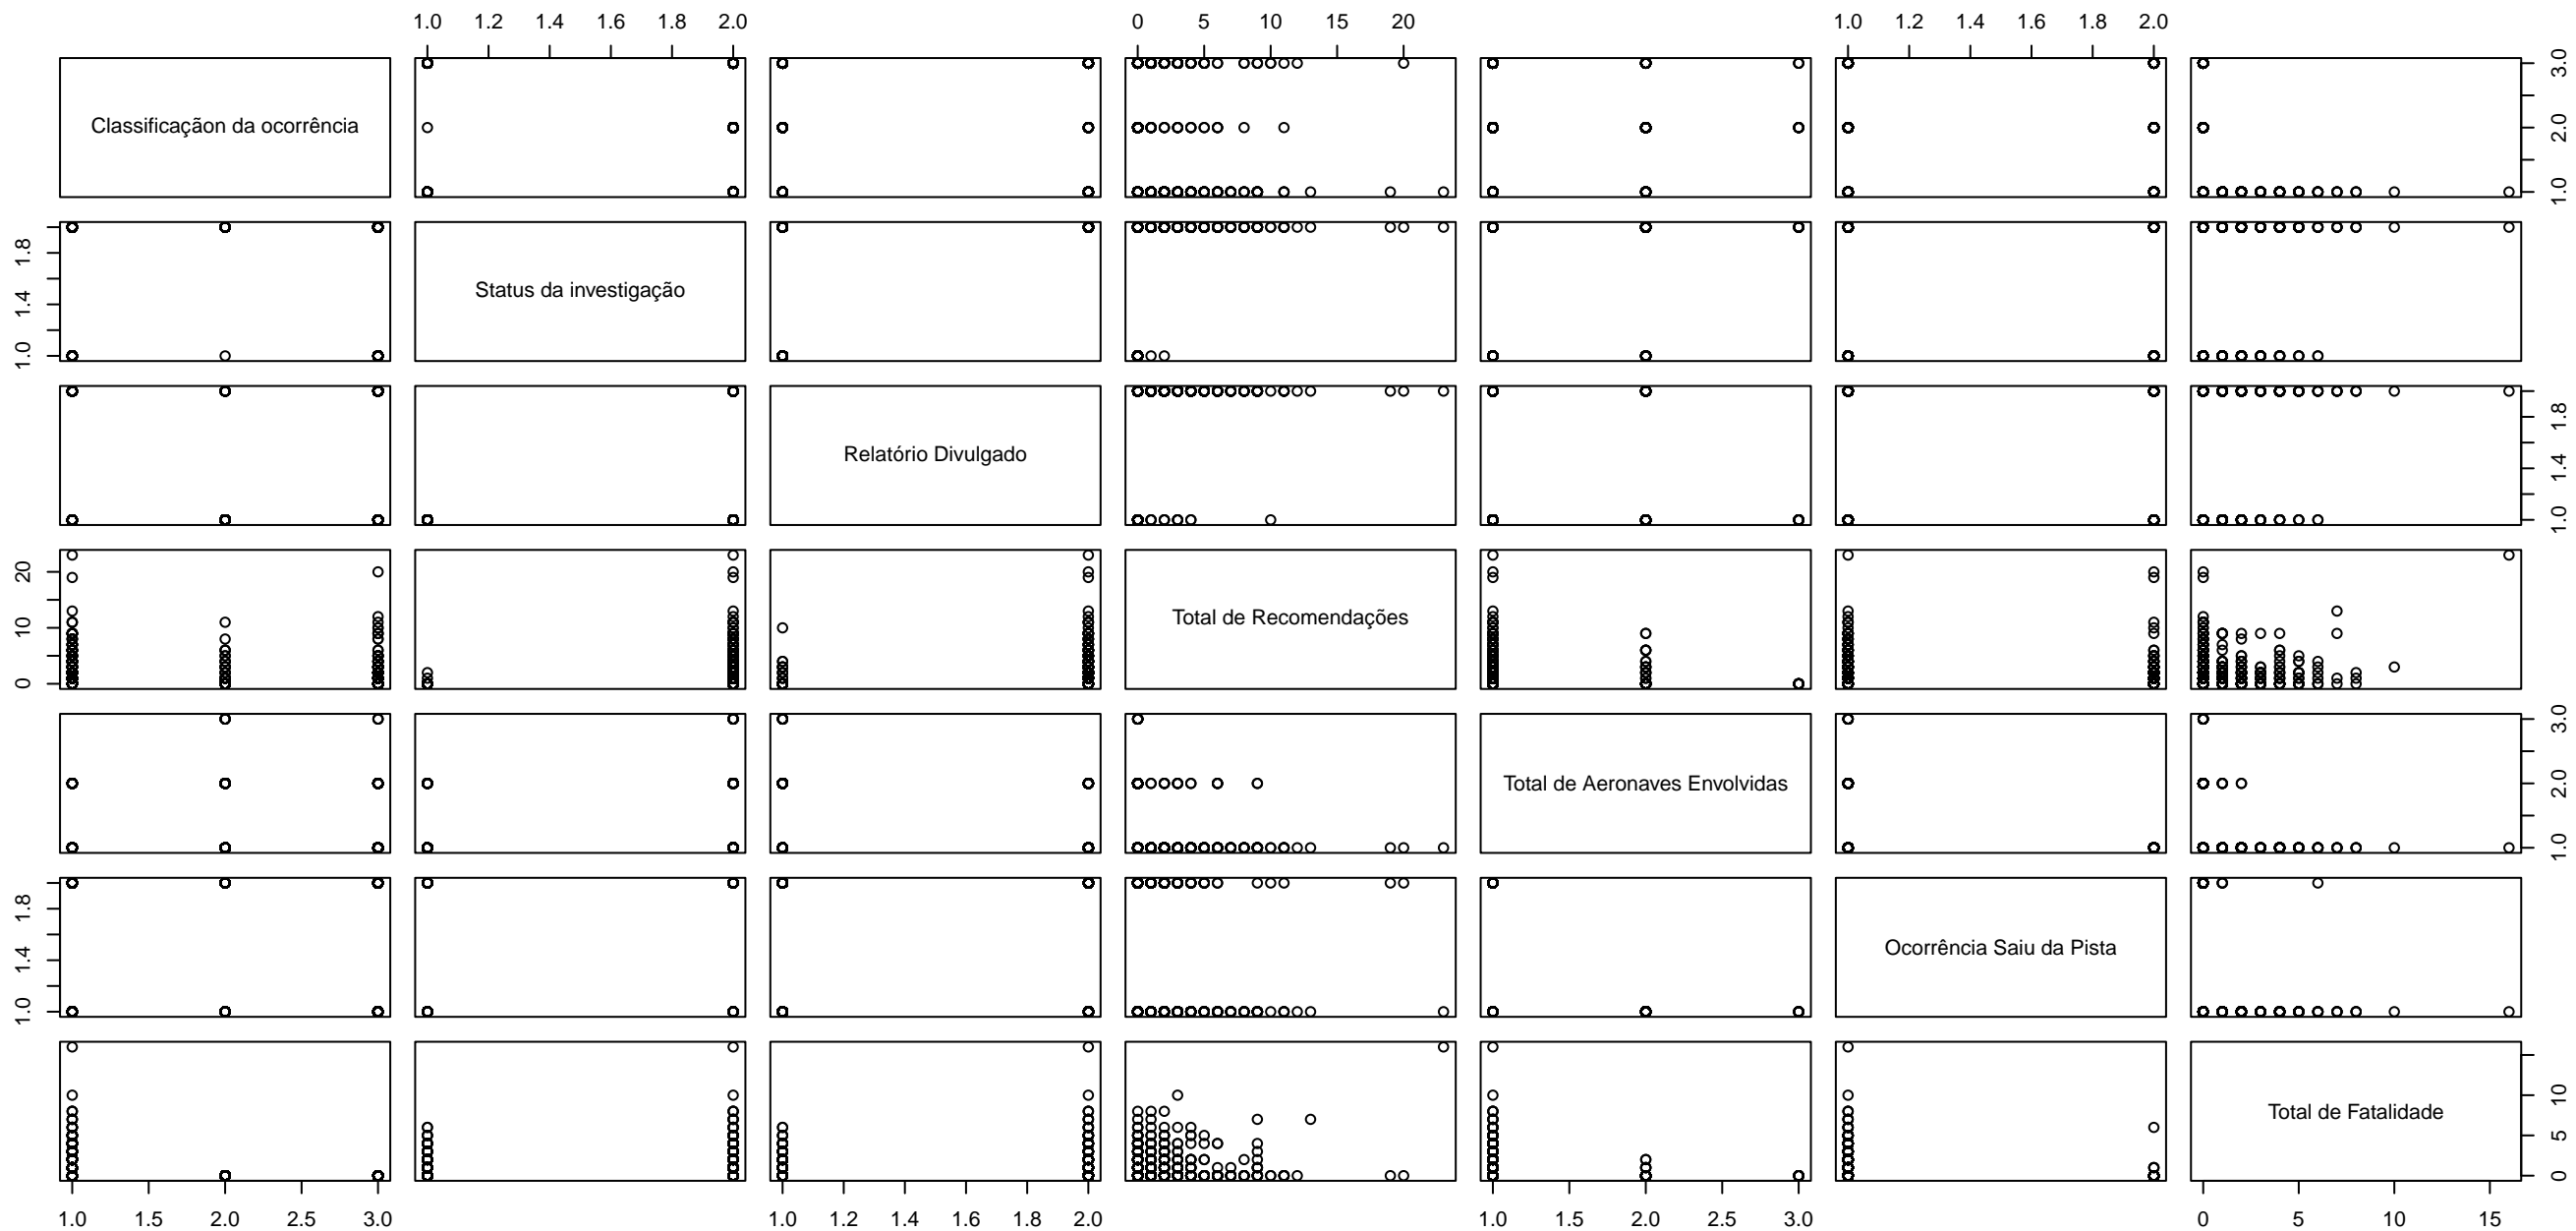 1.0 1.2 1.4 1.6 1.8 2.0 0 5 10 15 20 1.0 1.2 1.4 1.6 1.8 2.0
Classificaçãon da ocorrência 1.0 2.0 3.0
1.0 1.4 1.8 Status da investigação
Relatório Divulgado 1.0 1.4 1.8
0 10 20 Total de Recomendações
Total de Aeronaves Envolvidas 1.0 2.0 3.0
1.0 1.4 1.8 Ocorrência Saiu da Pista
Total de Fatalidade 0 5 10
1.0 1.5 2.0 2.5 3.0 1.0 1.2 1.4 1.6 1.8 2.0 1.0 1.5 2.0 2.5 3.0 0 5 10 15